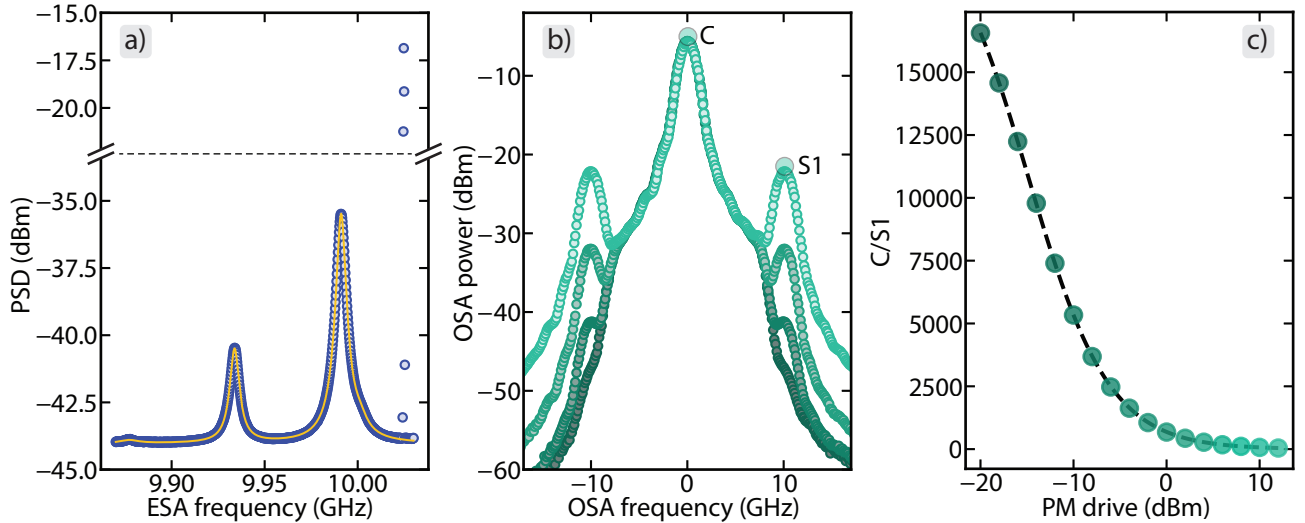 a)
−15.0
−17.5
−20.0
−35.0
−37.5
−40.0
−42.5
−45.0
PSD (dBm)
9.90
9.95
10.00
ESA frequency (GHz)
b)
C
S1
−10
−20
−30
−40
−50
−60
OSA power (dBm)
−10
0
10
OSA frequency (GHz)
c)
15000
12500
10000
7500
5000
2500
0
C/S1
−20
−10
0
10
PM drive (dBm)